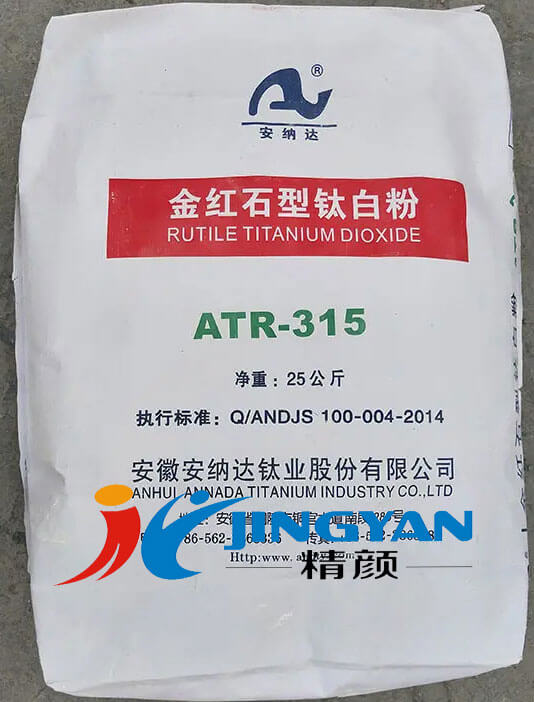 ®
安纳达
金红石型钛白粉
RUTILE TITANIUM DIOXIDE
ATR-315
净重：25公斤
执行标准：Q/ANDJS 100-004-2014
安徽安纳达钛业股份有限公司
ANHUI ANNADA TITANIUM INDUSTRY CO.,LTD
JINGYAN
精颜